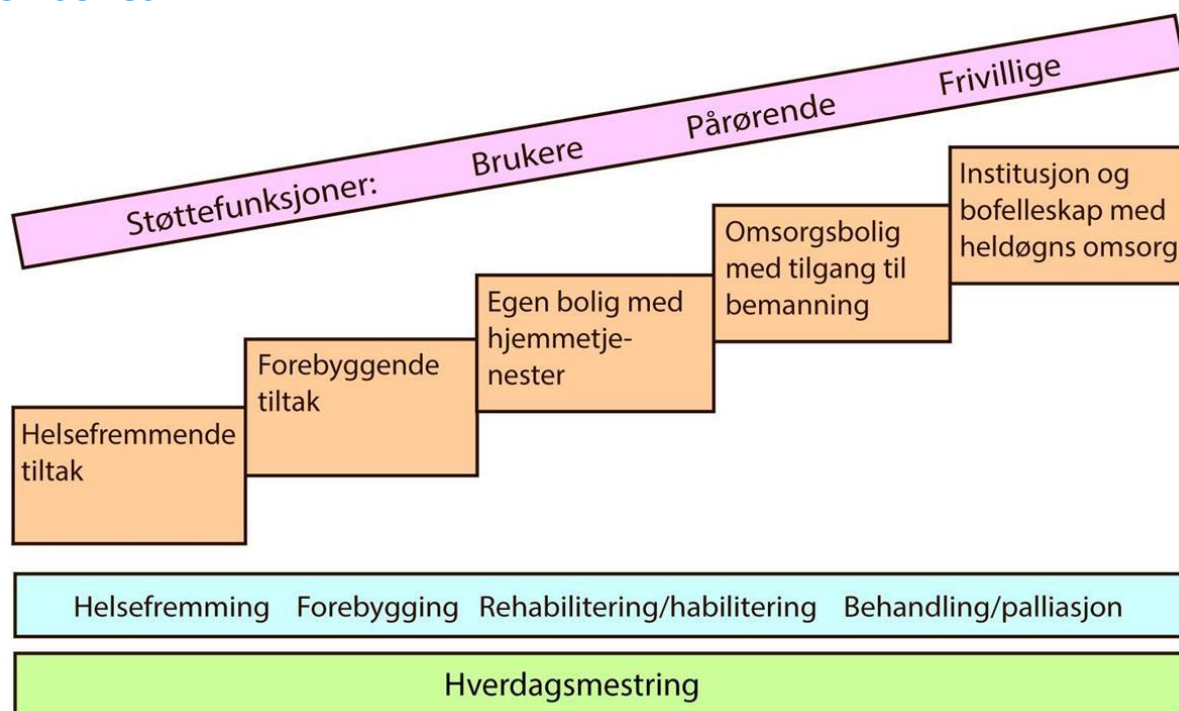 Støttefunksjoner: Brukere Pårørende Frivillige
Institusjon og
bofelleskap med
heldøgns omsorg
Omsorgsbolig
med tilgang til
bemanning
Egen bolig med
hjemmetje-
nester
Forebyggende
tiltak
Helsefremmende
tiltak
Helsefremming Forebygging Rehabilitering/habilitering Behandling/palliasjon
Hverdagsmestring